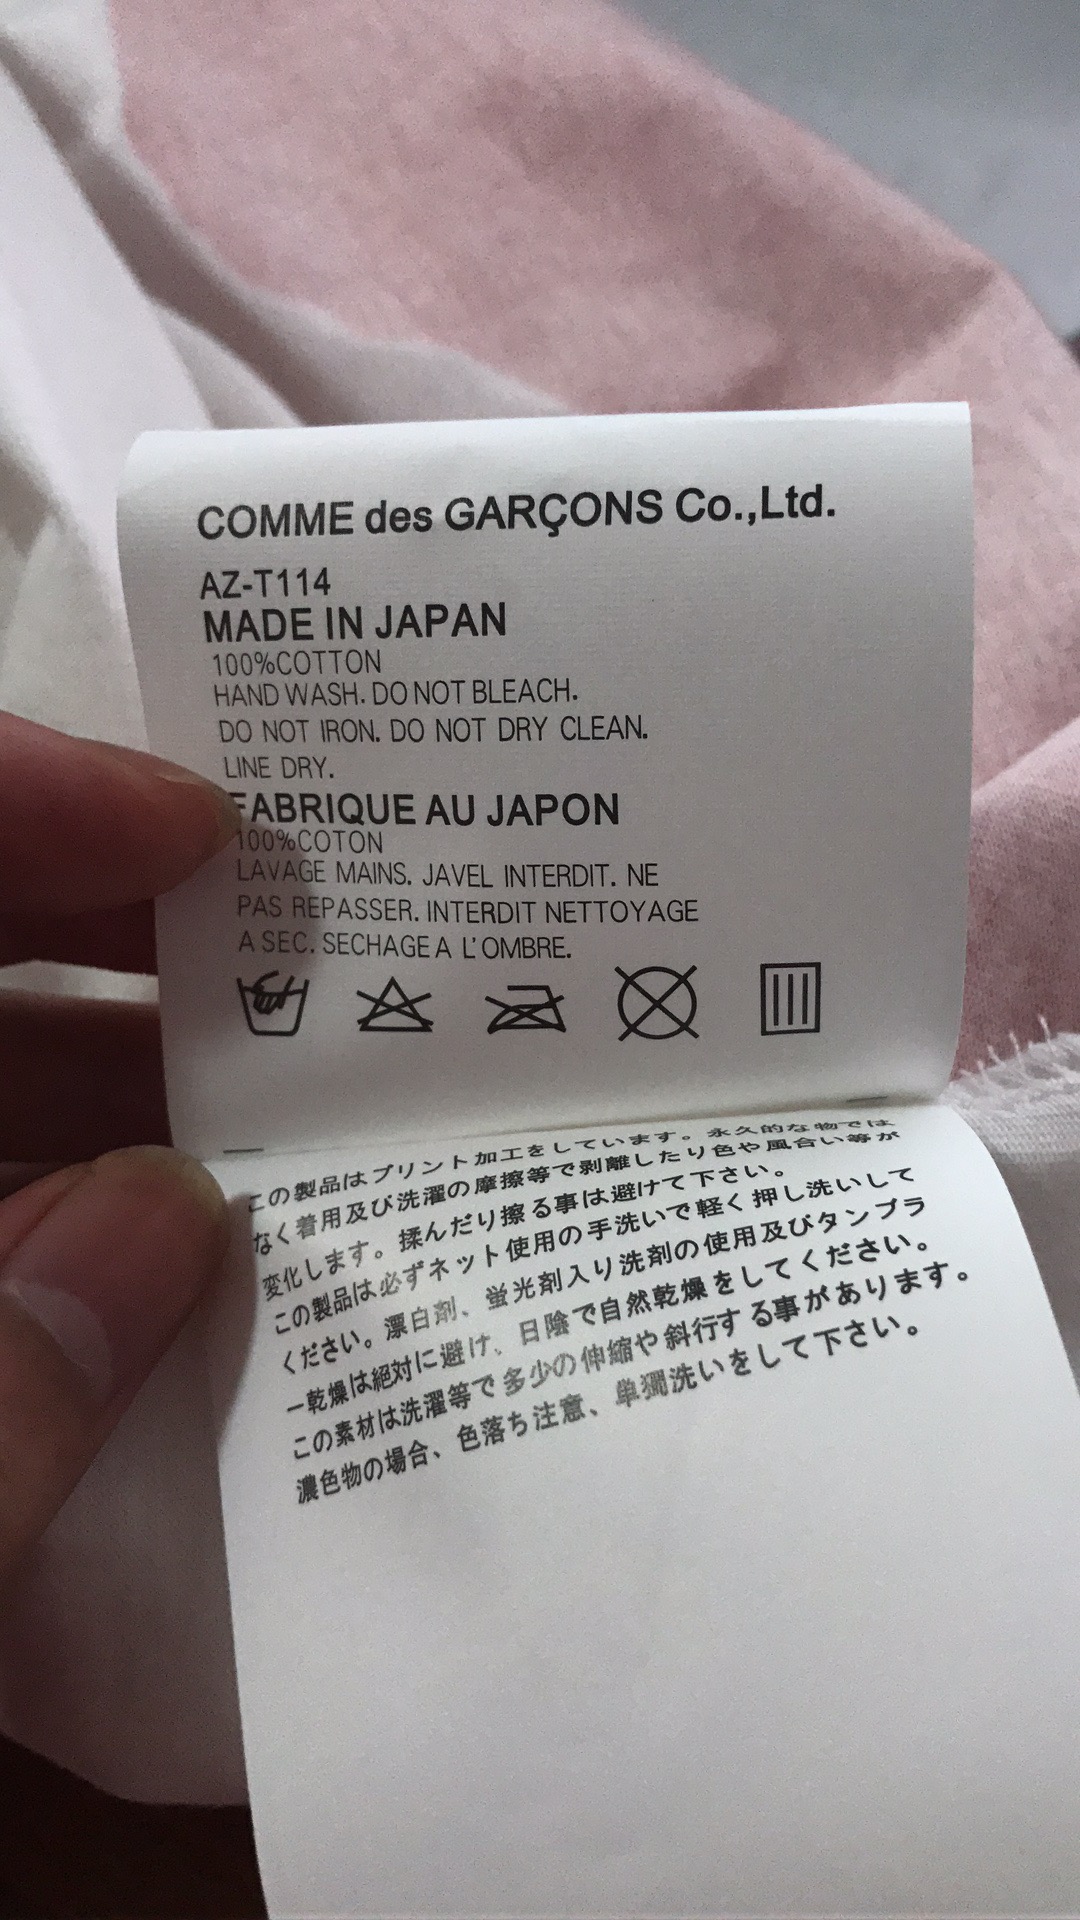 COMME des GARÇONS Co.,Ltd.
AZ-T114
MADE IN JAPAN
100%COTTON
HAND WASH. DO NOT BLEACH.
DO NOT IRON. DO NOT DRY CLEAN.
LINE DRY.
FABRIQUE AU JAPON
100%COTON
LAVAGE MAINS. JAVEL INTERDIT. NE
PAS REPASSER. INTERDIT NETTOYAGE
A SEC. SECHAGE A L'OMBRE.
この製品はプリント加工をしています。永久的な物では
なく着用及び洗濯の摩擦等で剥離したり色や風合い等が
変化します。揉んだり擦る事は避けて下さい。
この製品は必ずネット使用の手洗いで軽く押し洗いして
ください。漂白剤、蛍光剤入り洗剤の使用及びタンブラ
ー乾燥は絶対に避け、日陰で自然乾燥をしてください。
この素材は洗濯等で多少の伸縮や斜行する事があります。
濃色物の場合、色落ち注意、単獨洗いをして下さい。